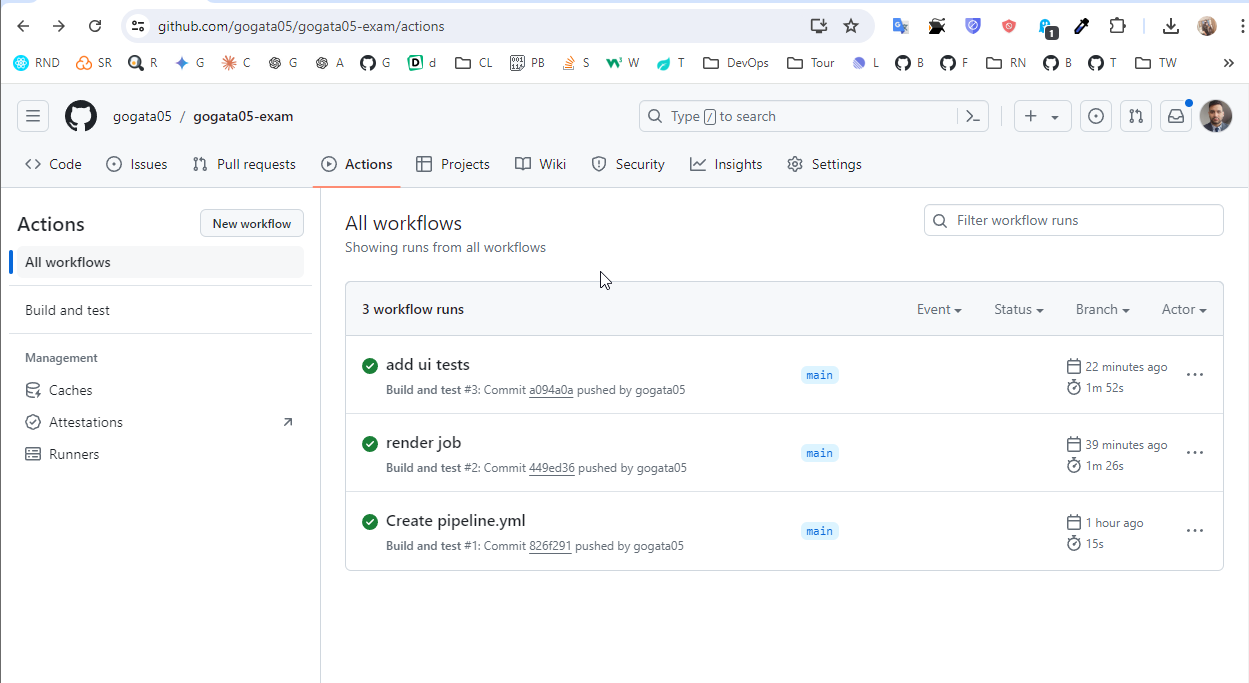 github.com/gogata05/gogata05-exam/actions
1
RND SR R G C G A G d CL PB S W T DevOps Tour L B F RN B T TW
gogata05 / gogata05-exam
Type / to search
Code Issues Pull requests Actions Projects Wiki Security Insights Settings
Actions
New workflow
All workflows
Build and test
Management
Caches
Attestations
Runners
All workflows
Showing runs from all workflows
Filter workflow runs
3 workflow runs
Event Status Branch Actor
add ui tests
Build and test #3: Commit a094a0a pushed by gogata05
main
22 minutes ago
1m 52s
render job
Build and test #2: Commit 449ed36 pushed by gogata05
main
39 minutes ago
1m 26s
Create pipeline.yml
Build and test #1: Commit 826f291 pushed by gogata05
main
1 hour ago
15s